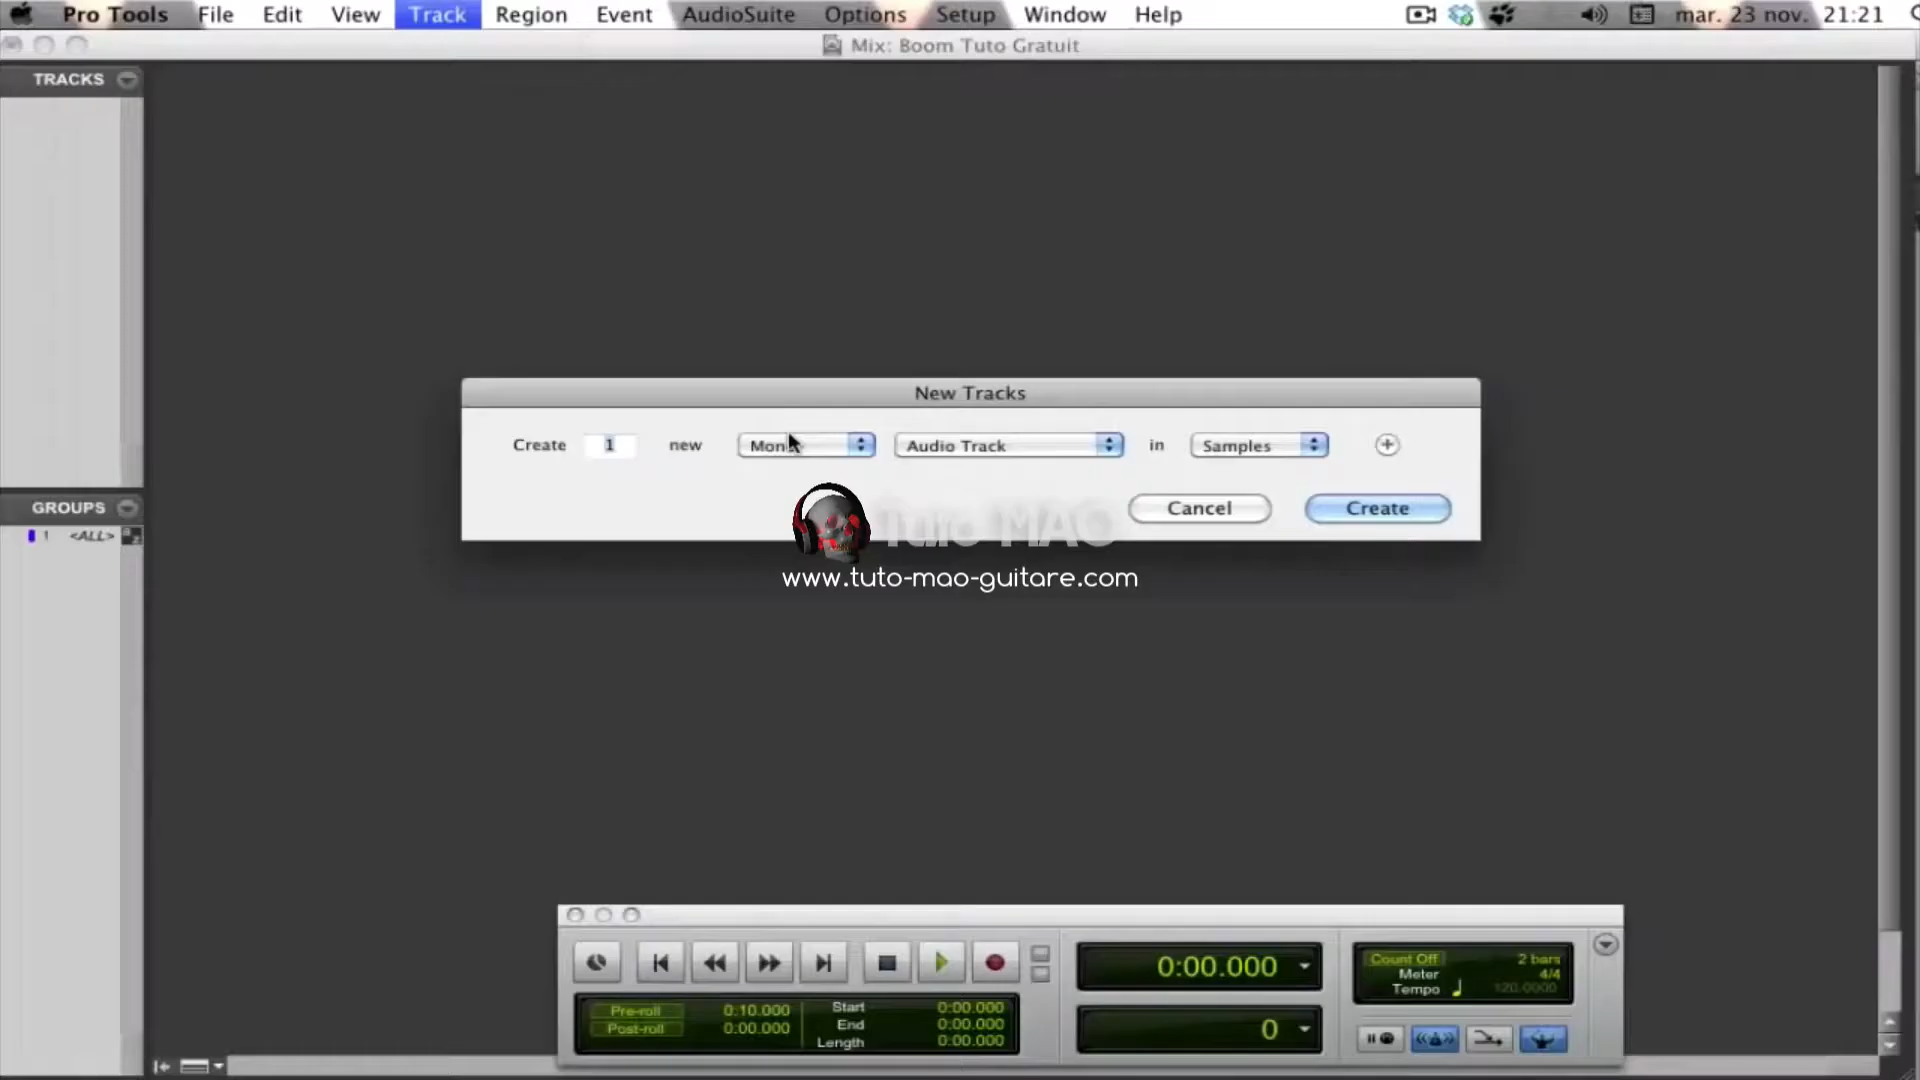 Pro Tools File Edit View Track Region Event AudioSuite Options Setup Window Help mar. 23 nov. 21:21
Mix: Boom Tuto Gratuit
TRACKS
New Tracks
Create 1 new Audio Track in Samples
Cancel Create
Tuto MAO
www.tuto-mao-guitare.com
GROUPS
1 <ALL>
0:00.000
Count Off 2 bars
Meter 4/4
Tempo 120.0000
Pre-roll 0:10.000
Post-roll 0:00.000
Start 0:00.000
End 0:00.000
Length 0:00.000
0